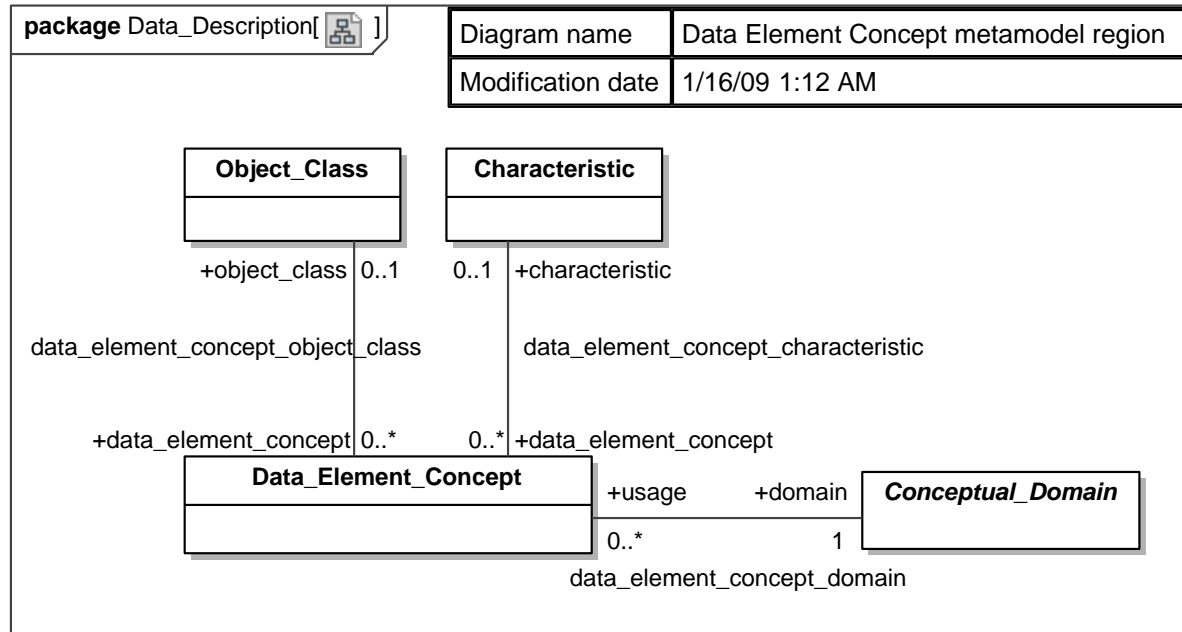 package Data_Description[ ]
Diagram name Data Element Concept metamodel region
Modification date 1/16/09 1:12 AM
Object_Class Characteristic
+object_class 0..1 0..1 +characteristic
data_element_concept_object_class data_element_concept_characteristic
+data_element_concept 0..* 0..* +data_element_concept
Data_Element_Concept
+usage +domain Conceptual_Domain
0..* 1
data_element_concept_domain